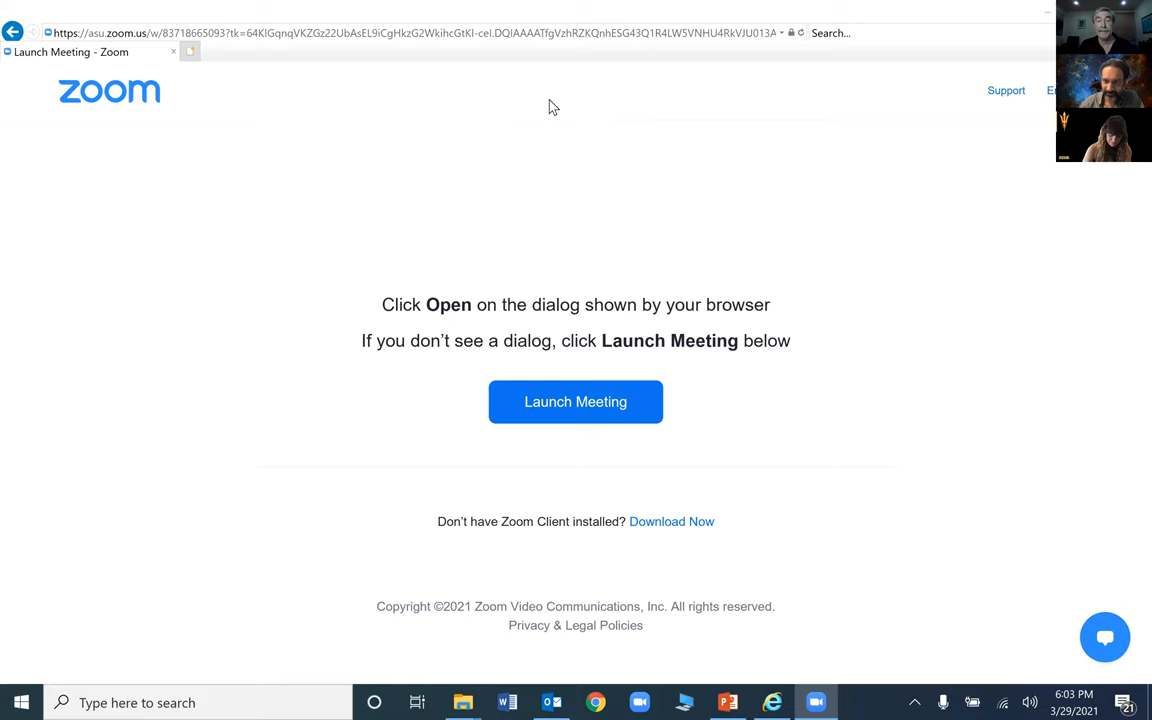 https://asu.zoom.us/w/83718665093?tk=64KIGqnqVKZGz22UbAsEL9iCgHkzG2WkihcGtKI-ceI.DQIAAAATfgVzhRZKQnhESG43Q1R4LW5VNHU4RkVJU013A
Search...
Launch Meeting - Zoom
zoom
Support
Click Open on the dialog shown by your browser
If you don't see a dialog, click Launch Meeting below
Launch Meeting
Don't have Zoom Client installed? Download Now
Copyright ©2021 Zoom Video Communications, Inc. All rights reserved.
Privacy & Legal Policies
Type here to search
6:03 PM
3/29/2021
21